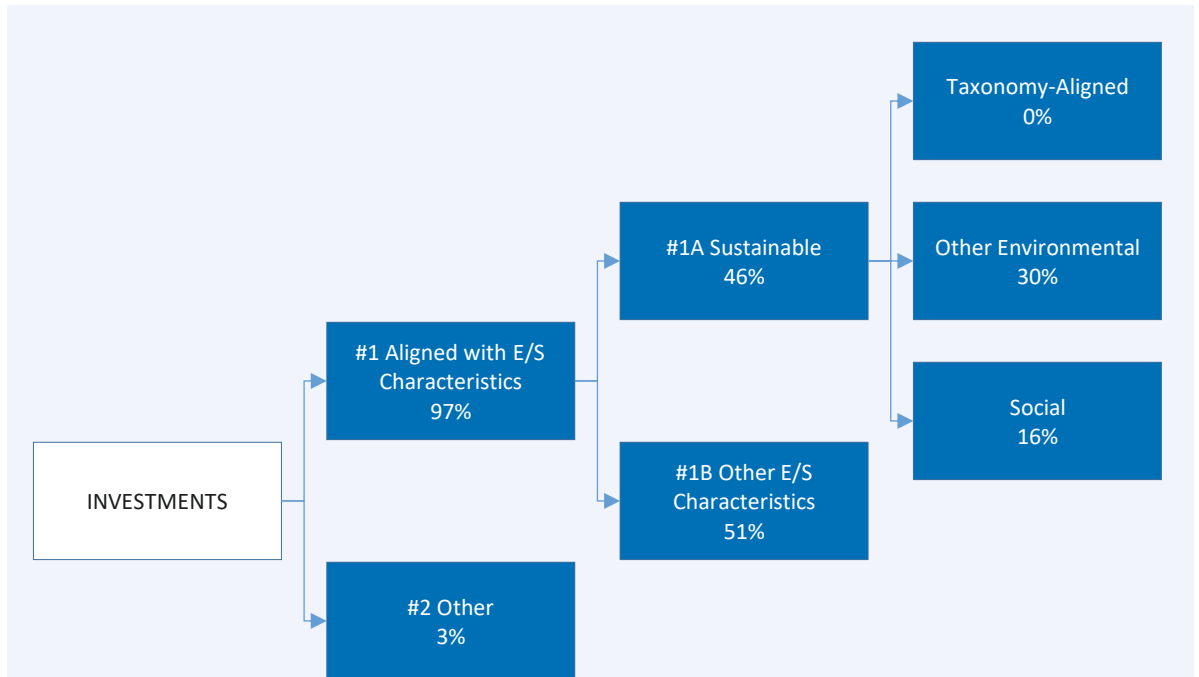 INVESTMENTS
#1 Aligned with E/S
Characteristics
97%
#2 Other
3%
#1A Sustainable
46%
#1B Other E/S
Characteristics
51%
Taxonomy-Aligned
0%
Other Environmental
30%
Social
16%